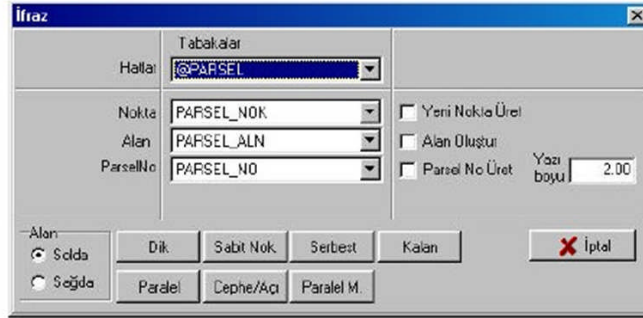 İfraz
Tabakalar
Hatlar @PARSEL
Nokta PARSEL_NOK Yeni Nokta Üret
Alan PARSEL_ALN Alan Oluştur
ParselNo PARSEL_NO Parsel No Üret Yazı boyu 2.00
Alan
Solda Dik Sabit Nok. Serbest Kalan İptal
Sağda Paralel Cephe/Açı Paralel M.